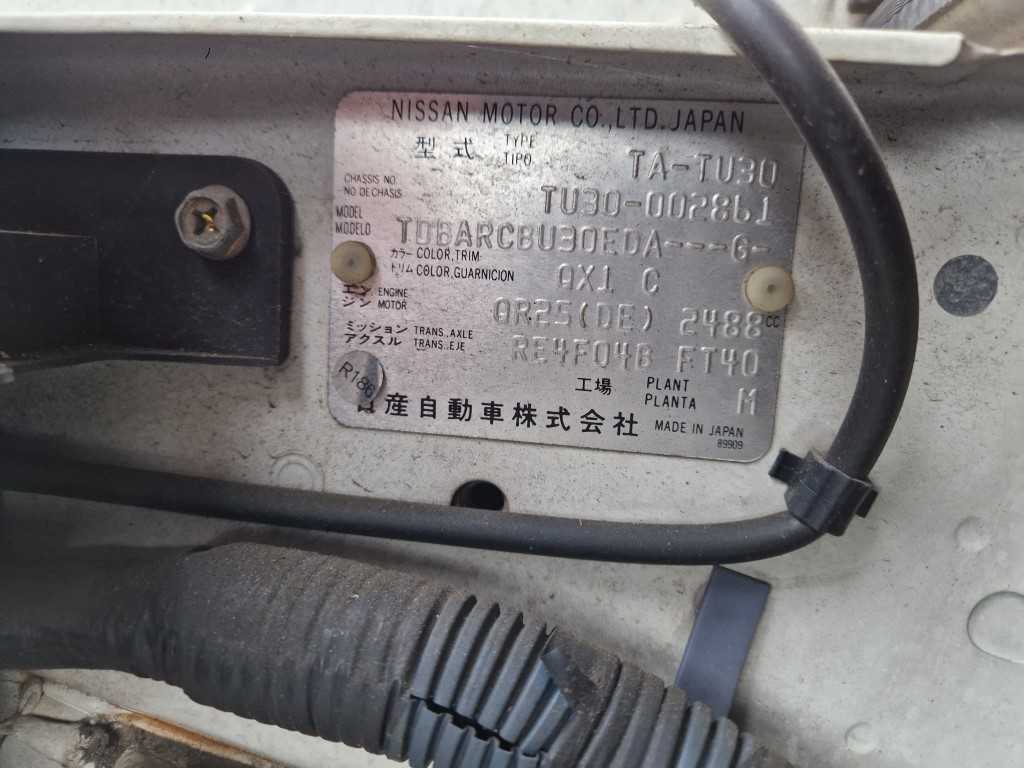 NISSAN MOTOR CO.,LTD.JAPAN
型式 TYPE TIPO TA-TU30
CHASSIS NO. NO DE CHASIS TU30-002861
MODEL MODELO TDBARCBU30EDA---G-
カラー COLOR,TRIM
トリム COLOR,GUARNICION QX1 C
エンジン ENGINE MOTOR QR25(DE) 2488CC
ミッション TRANS.,AXLE
アクスル TRANS.,EJE RE4F04B FT40
R186
工場 PLANT PLANTA M
日産自動車株式会社 MADE IN JAPAN
89909